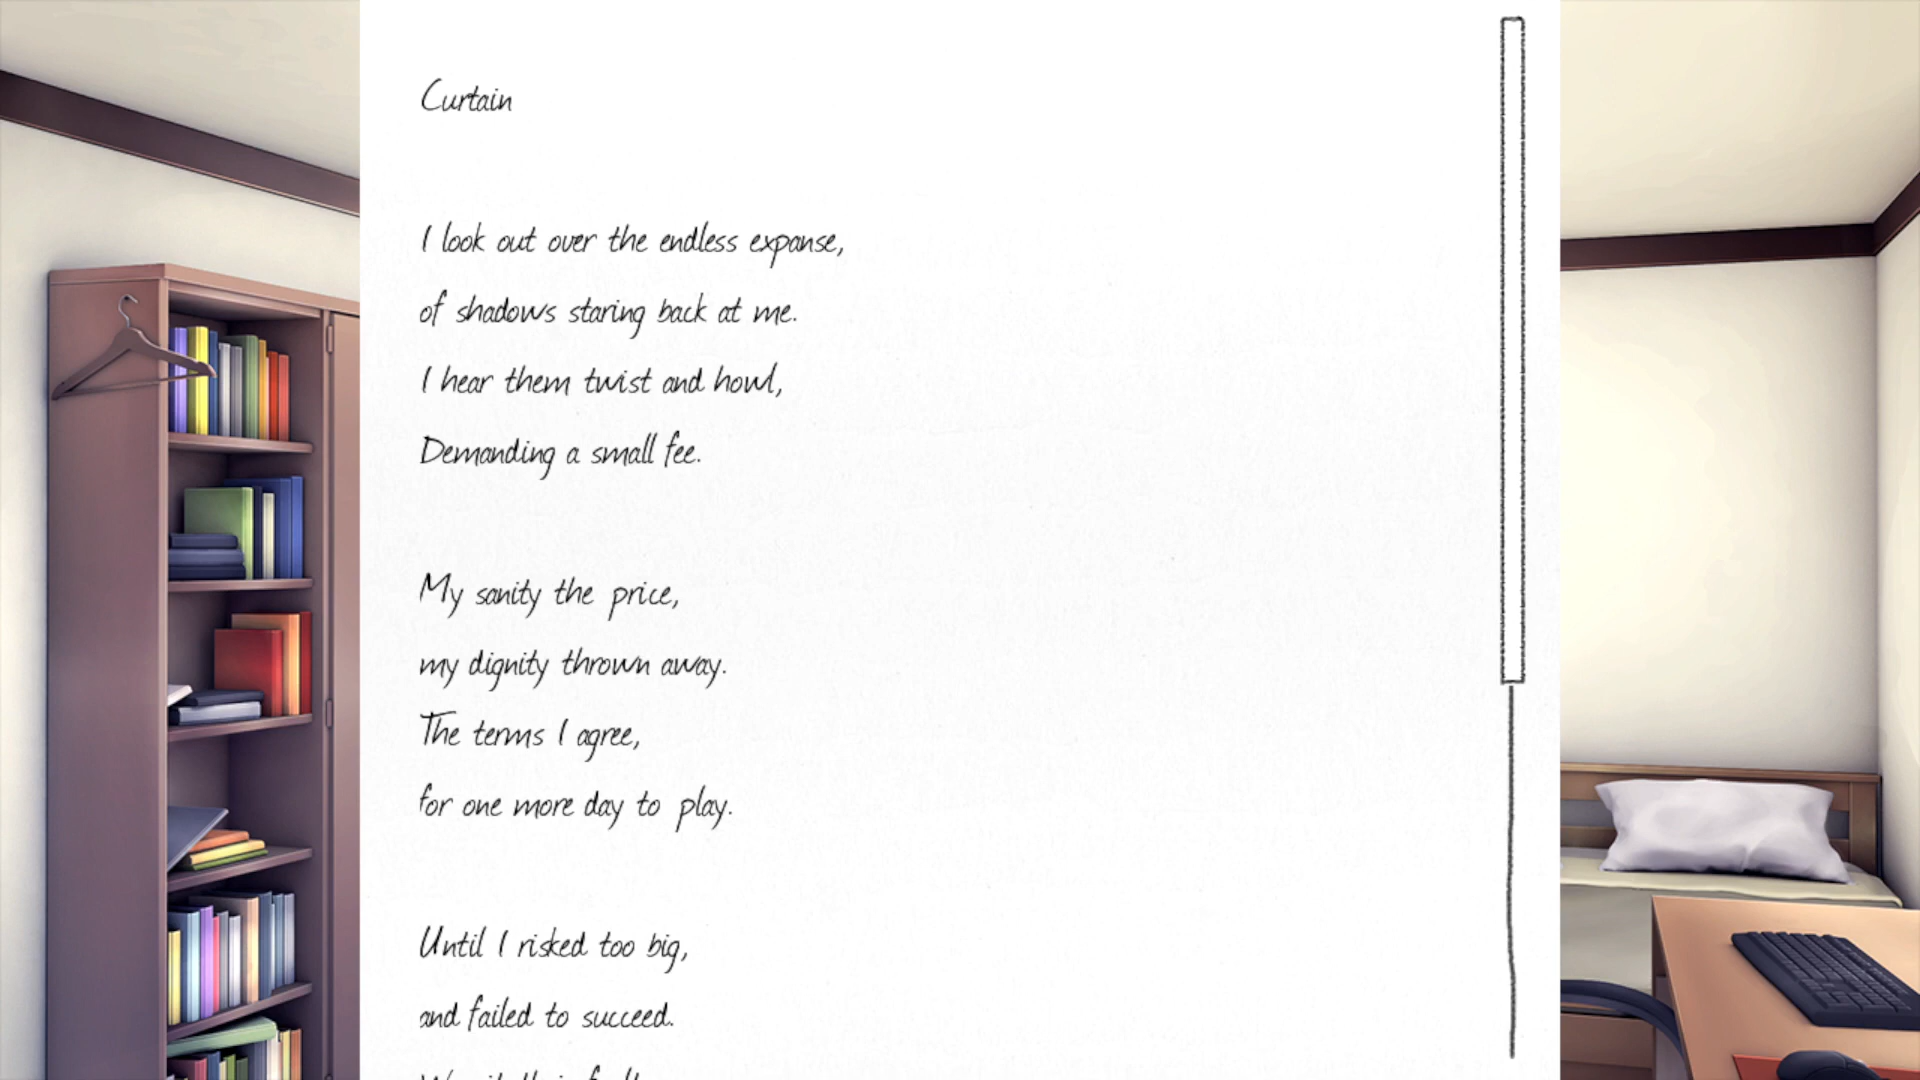 Curtain
I look out over the endless expanse,
of shadows staring back at me.
I hear them twist and howl,
Demanding a small fee.
My sanity the price,
my dignity thrown away.
The terms I agree,
for one more day to play.
Until I risked too big,
and failed to succeed.